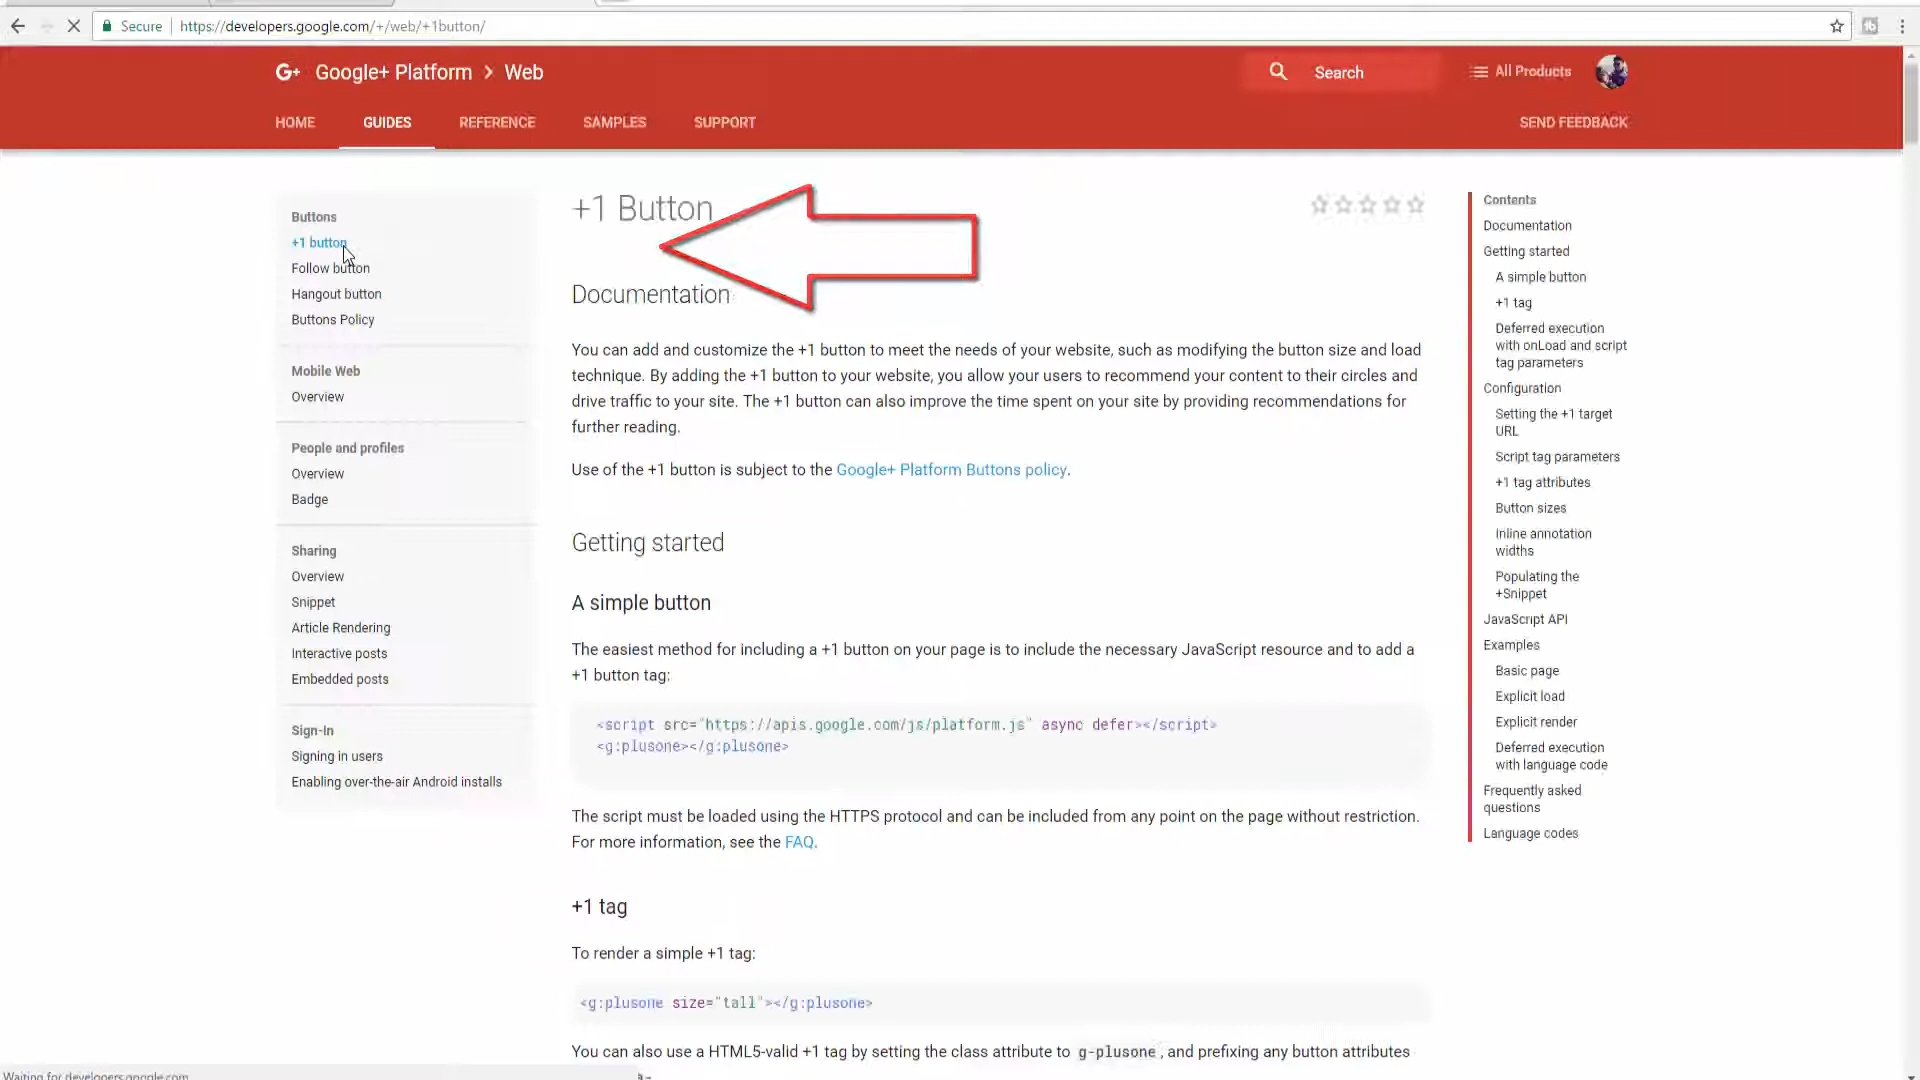 Secure https://developers.google.com/+/web/+1button/
G+ Google+ Platform > Web
Search
All Products
HOME GUIDES REFERENCE SAMPLES SUPPORT
SEND FEEDBACK
Buttons
+1 button
Follow button
Hangout button
Buttons Policy
Mobile Web
Overview
People and profiles
Overview
Badge
Sharing
Overview
Snippet
Article Rendering
Interactive posts
Embedded posts
Sign-In
Signing in users
Enabling over-the-air Android installs
+1 Button
Documentation
You can add and customize the +1 button to meet the needs of your website, such as modifying the button size and load
technique. By adding the +1 button to your website, you allow your users to recommend your content to their circles and
drive traffic to your site. The +1 button can also improve the time spent on your site by providing recommendations for
further reading.
Use of the +1 button is subject to the Google+ Platform Buttons policy.
Getting started
A simple button
The easiest method for including a +1 button on your page is to include the necessary JavaScript resource and to add a
+1 button tag:
<script src="https://apis.google.com/js/platform.js" async defer></script>
<g:plusone></g:plusone>
The script must be loaded using the HTTPS protocol and can be included from any point on the page without restriction.
For more information, see the FAQ.
+1 tag
To render a simple +1 tag:
<g:plusone size="tall"></g:plusone>
You can also use a HTML5-valid +1 tag by setting the class attribute to g-plusone, and prefixing any button attributes
Contents
Documentation
Getting started
A simple button
+1 tag
Deferred execution
with onLoad and script
tag parameters
Configuration
Setting the +1 target
URL
Script tag parameters
+1 tag attributes
Button sizes
Inline annotation
widths
Populating the
+Snippet
JavaScript API
Examples
Basic page
Explicit load
Explicit render
Deferred execution
with language code
Frequently asked
questions
Language codes
Waiting for developers.google.com